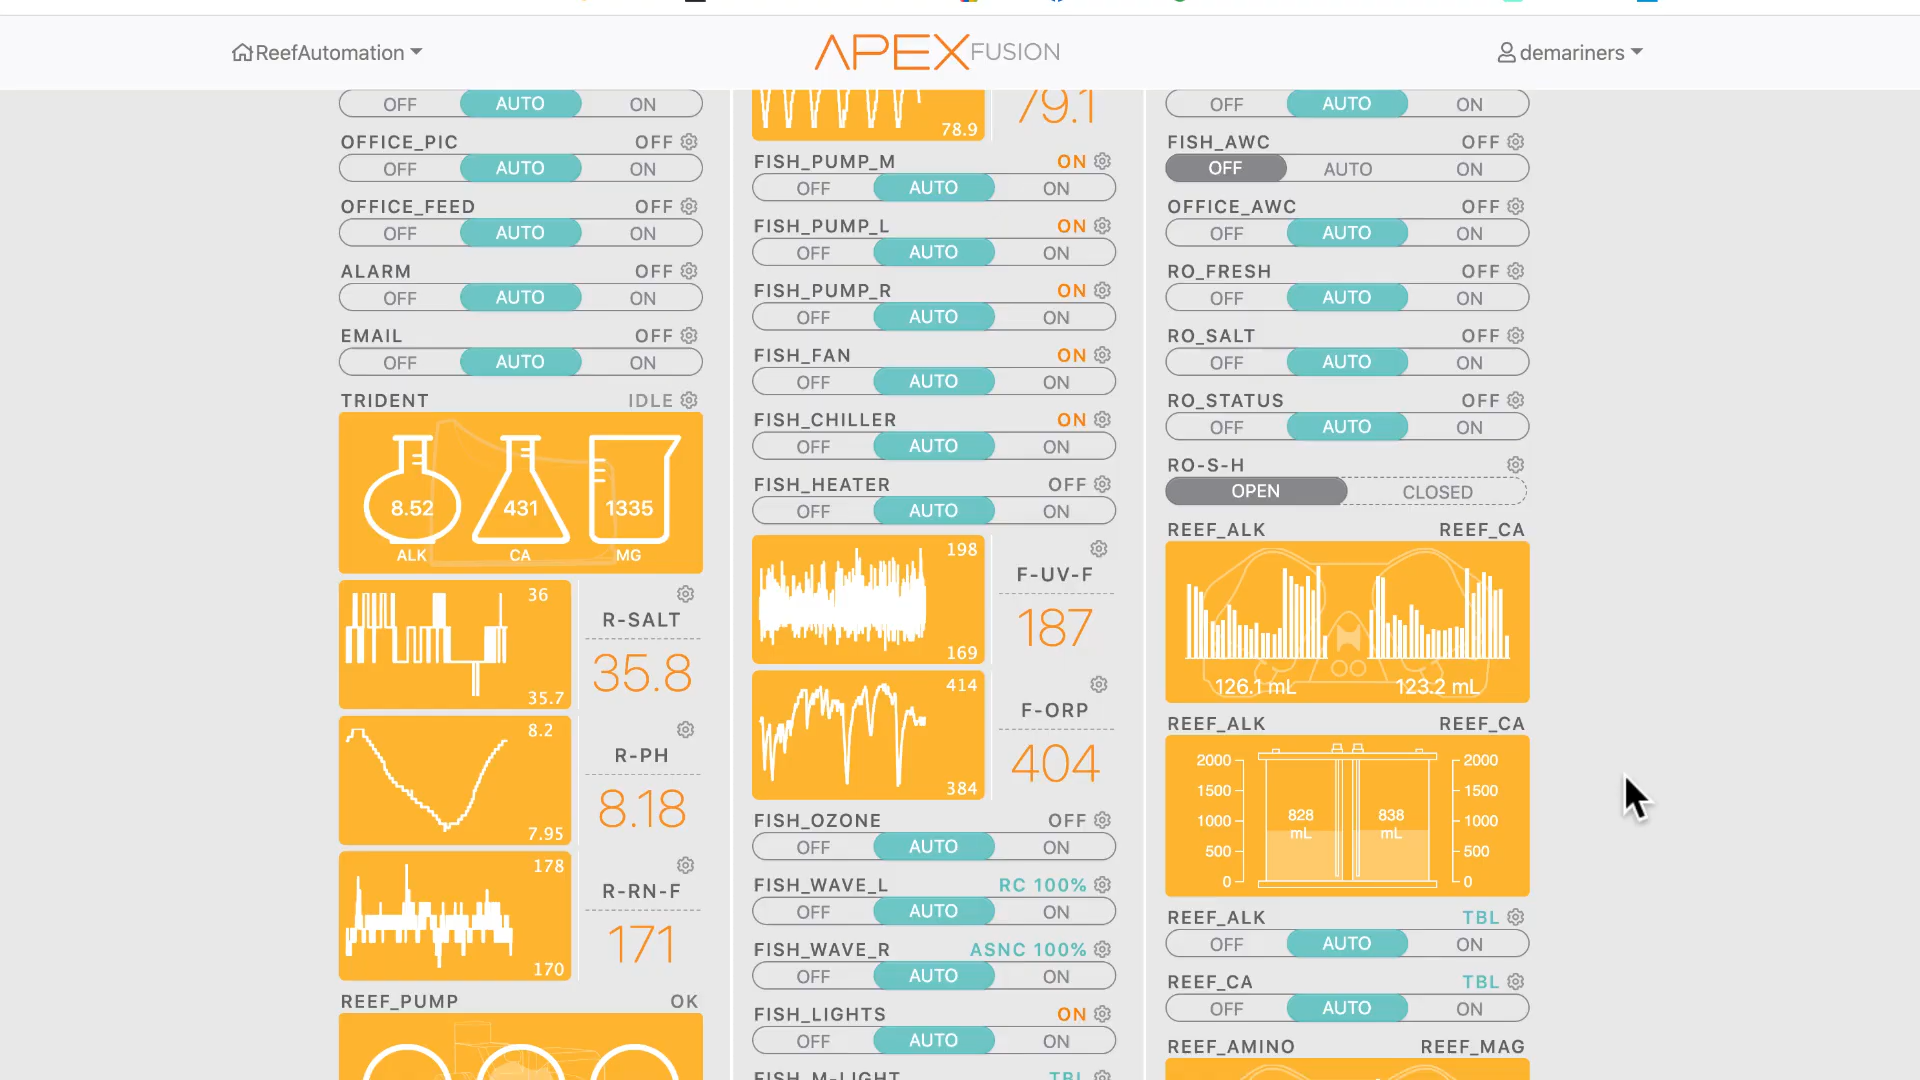 ReefAutomation
APEX FUSION
demariners
OFF AUTO ON
OFFICE_PIC OFF
OFF AUTO ON
OFFICE_FEED OFF
OFF AUTO ON
ALARM OFF
OFF AUTO ON
EMAIL OFF
OFF AUTO ON
TRIDENT IDLE
8.52 431 1335
ALK CA MG
36
R-SALT
35.8
35.7
8.2
R-PH
8.18
7.95
178
R-RN-F
171
170
REEF_PUMP OK
79.1
78.9
FISH_PUMP_M ON
OFF AUTO ON
FISH_PUMP_L ON
OFF AUTO ON
FISH_PUMP_R ON
OFF AUTO ON
FISH_FAN ON
OFF AUTO ON
FISH_CHILLER ON
OFF AUTO ON
FISH_HEATER OFF
OFF AUTO ON
198
F-UV-F
187
169
414
F-ORP
404
384
FISH_OZONE OFF
OFF AUTO ON
FISH_WAVE_L RC 100%
OFF AUTO ON
FISH_WAVE_R ASNC 100%
OFF AUTO ON
FISH_LIGHTS ON
OFF AUTO ON
FISH_M-LIGHT TBL
OFF AUTO ON
FISH_AWC OFF
OFF AUTO ON
OFFICE_AWC OFF
OFF AUTO ON
RO_FRESH OFF
OFF AUTO ON
RO_SALT OFF
OFF AUTO ON
RO_STATUS OFF
OFF AUTO ON
RO-S-H
OPEN CLOSED
REEF_ALK REEF_CA
126.1 mL 123.2 mL
REEF_ALK REEF_CA
2000 2000
1500 1500
828 838
1000 1000
mL mL
500 500
0 0
REEF_ALK TBL
OFF AUTO ON
REEF_CA TBL
OFF AUTO ON
REEF_AMINO REEF_MAG